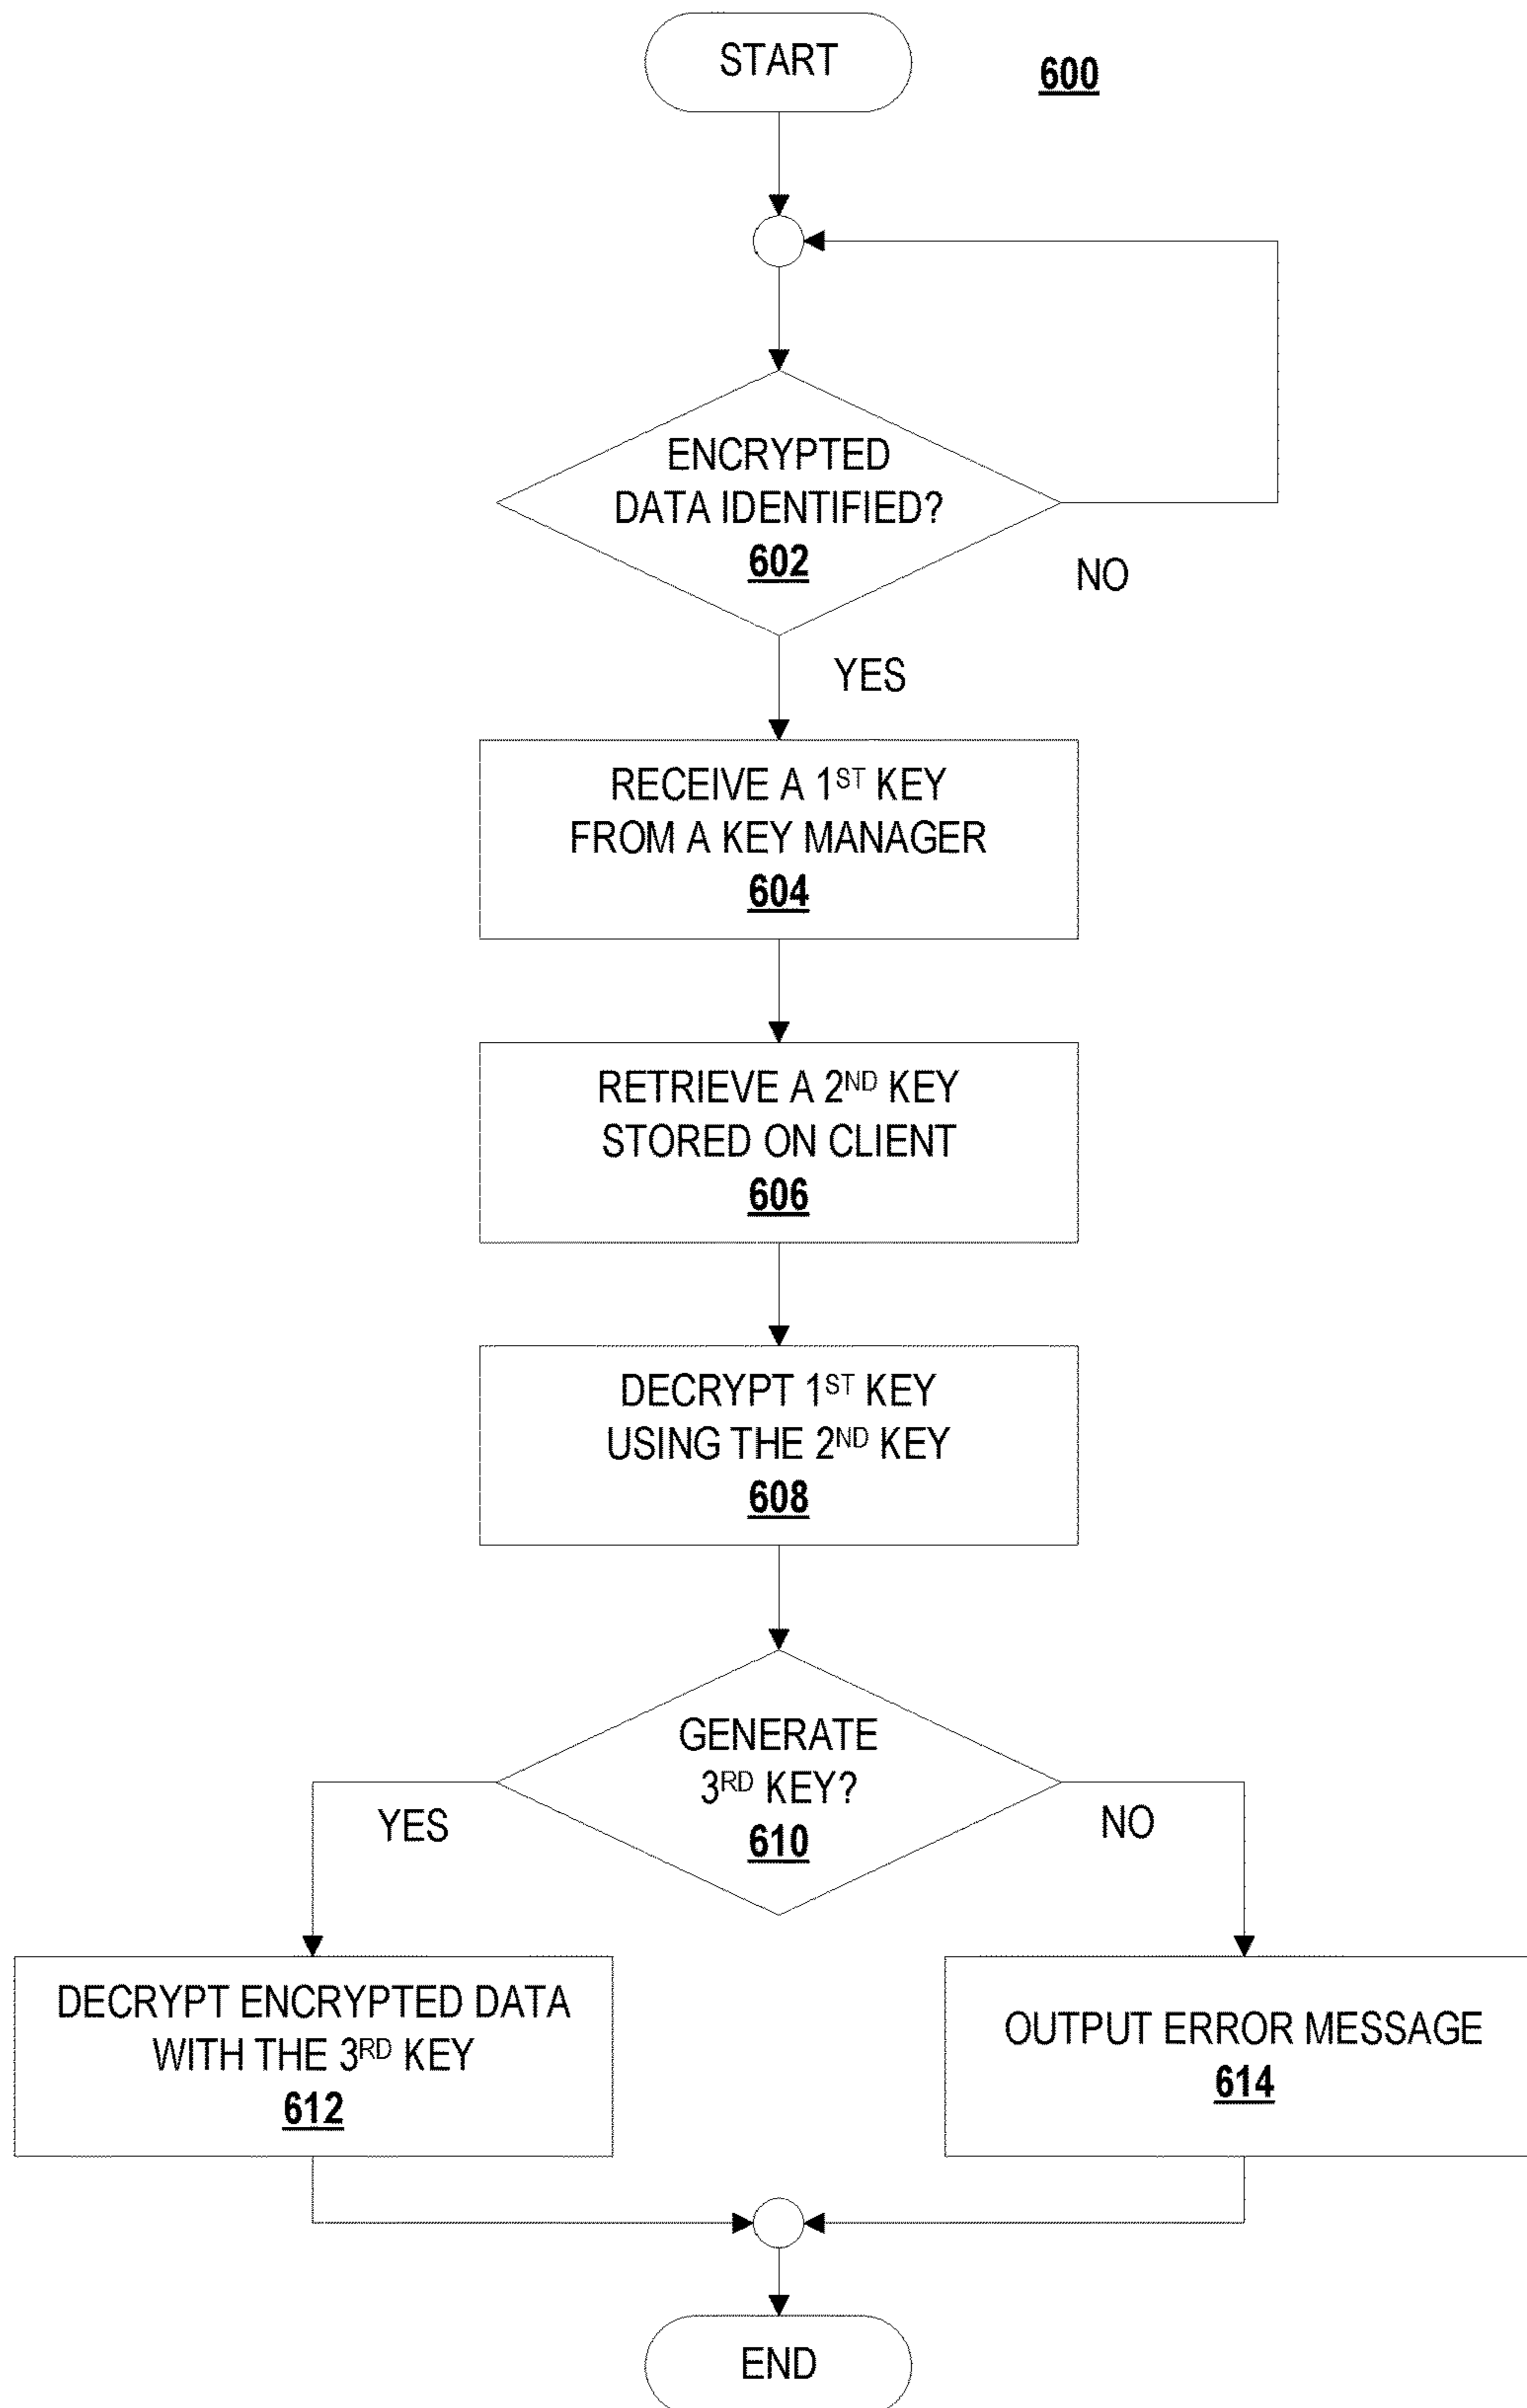 START
600
ENCRYPTED
DATA IDENTIFIED?
602
NO
YES
RECEIVE A 1ST KEY
FROM A KEY MANAGER
604
RETRIEVE A 2ND KEY
STORED ON CLIENT
606
DECRYPT 1ST KEY
USING THE 2ND KEY
608
GENERATE
3RD KEY?
610
YES
NO
DECRYPT ENCRYPTED DATA
WITH THE 3RD KEY
612
OUTPUT ERROR MESSAGE
614
END